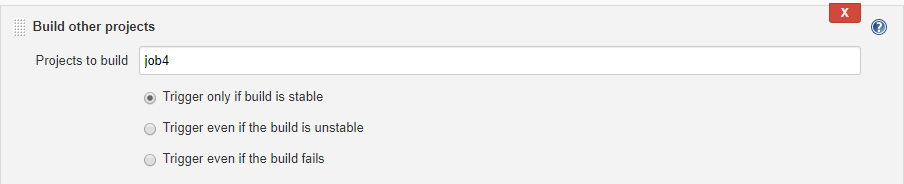 X
Build other projects
?
Projects to build job4
Trigger only if build is stable
Trigger even if the build is unstable
Trigger even if the build fails